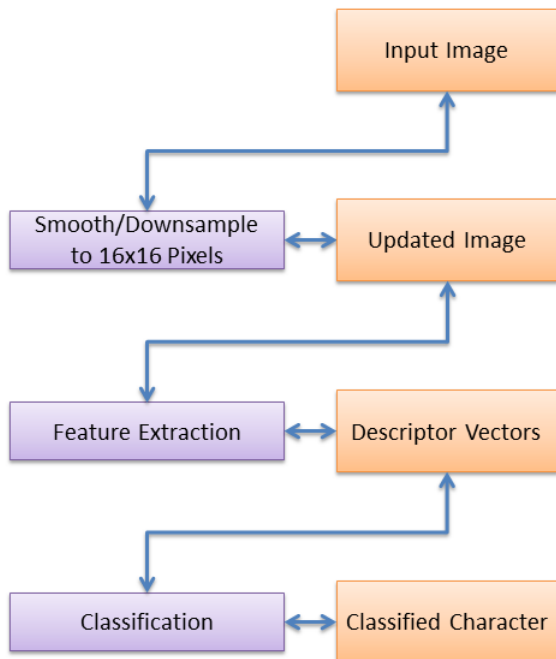 Input Image
Smooth/Downsample
to 16x16 Pixels
Updated Image
Feature Extraction
Descriptor Vectors
Classification
Classified Character